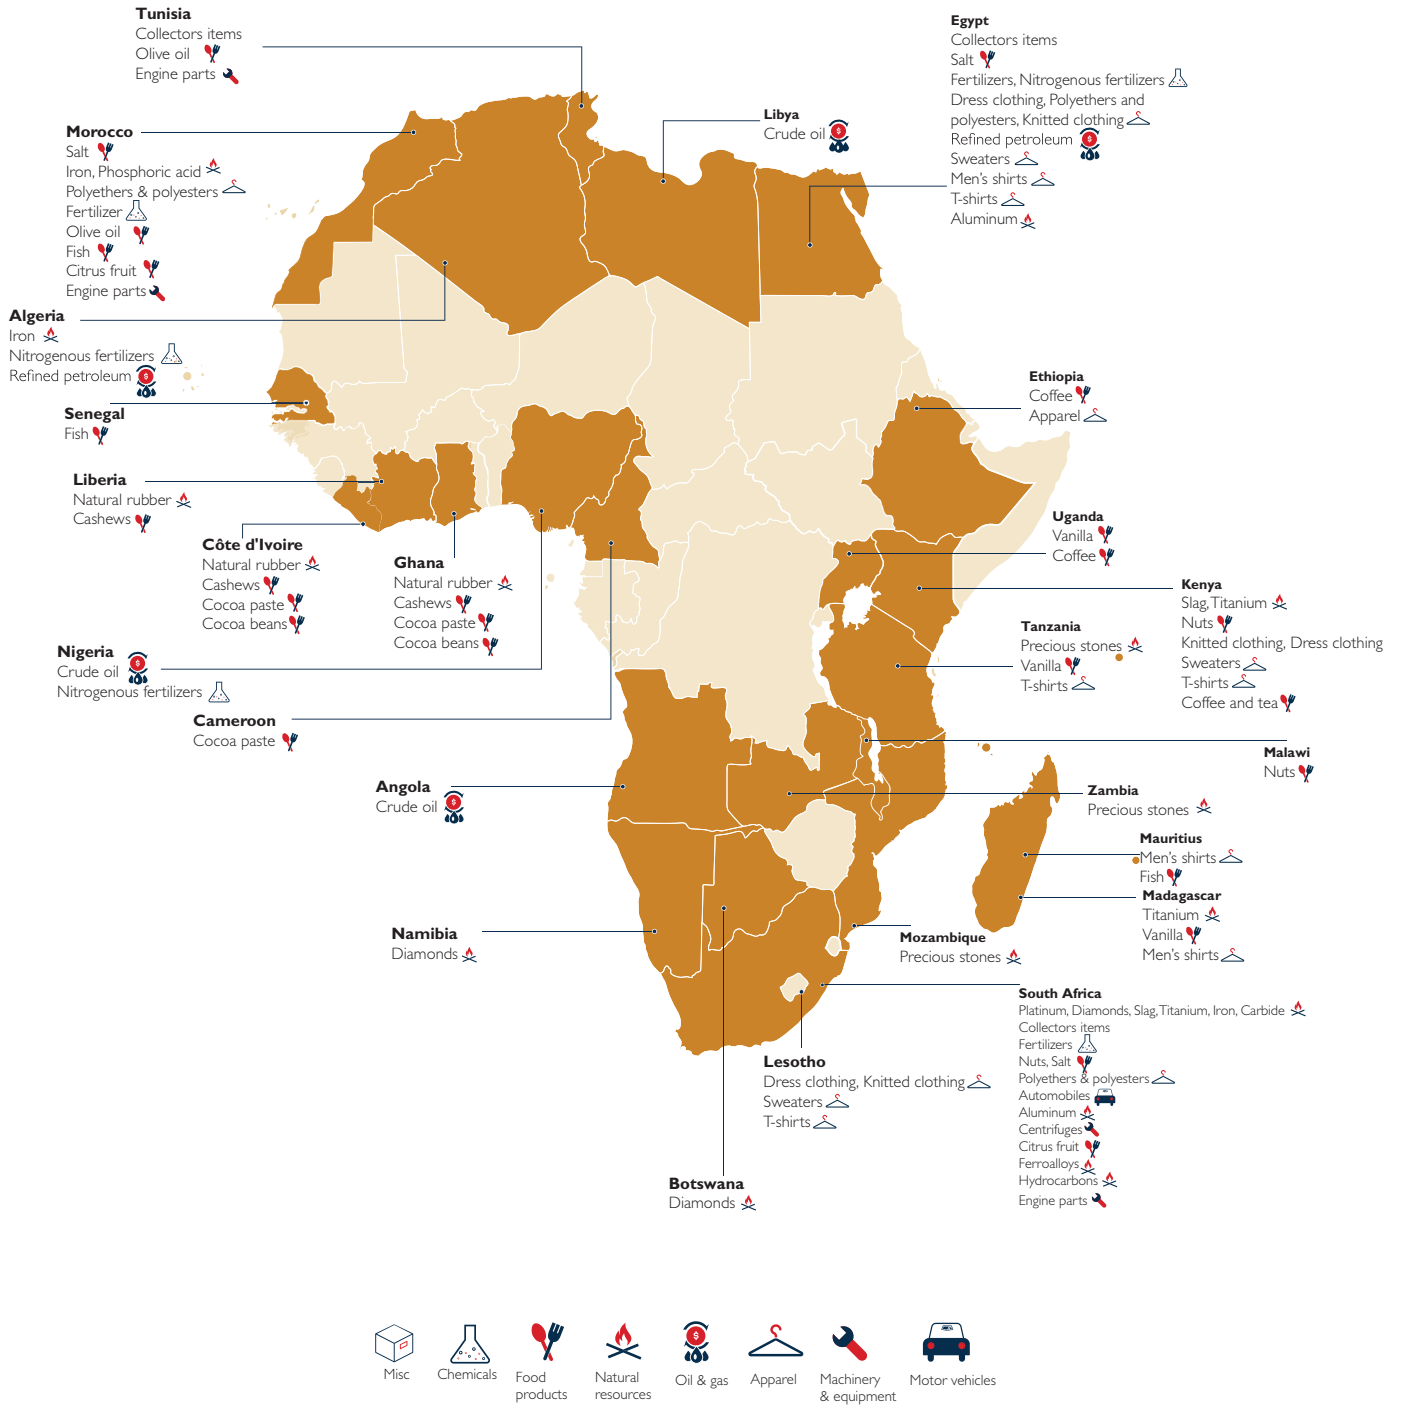 Tunisia
Collectors items
Olive oil
Engine parts
Egypt
Collectors items
Salt
Fertilizers, Nitrogenous fertilizers
Dress clothing, Polyethers and
polyesters, Knitted clothing
Refined petroleum
Sweaters
Men's shirts
T-shirts
Aluminum
Libya
Crude oil
Morocco
Salt
Iron, Phosphoric acid
Polyethers & polyesters
Fertilizer
Olive oil
Fish
Citrus fruit
Engine parts
Algeria
Iron
Nitrogenous fertilizers
Refined petroleum
Senegal
Fish
Ethiopia
Coffee
Apparel
Liberia
Natural rubber
Cashews
Côte d'Ivoire
Natural rubber
Cashews
Cocoa paste
Cocoa beans
Ghana
Natural rubber
Cashews
Cocoa paste
Cocoa beans
Uganda
Vanilla
Coffee
Kenya
Slag, Titanium
Nuts
Knitted clothing, Dress clothing
Sweaters
T-shirts
Coffee and tea
Tanzania
Precious stones
Vanilla
T-shirts
Nigeria
Crude oil
Nitrogenous fertilizers
Cameroon
Cocoa paste
Malawi
Nuts
Angola
Crude oil
Zambia
Precious stones
Mauritius
Men's shirts
Fish
Madagascar
Titanium
Vanilla
Men's shirts
Namibia
Diamonds
Mozambique
Precious stones
South Africa
Platinum, Diamonds, Slag, Titanium, Iron, Carbide
Collectors items
Fertilizers
Nuts, Salt
Polyethers & polyesters
Automobiles
Aluminum
Centrifuges
Citrus fruit
Ferroalloys
Hydrocarbons
Engine parts
Lesotho
Dress clothing, Knitted clothing
Sweaters
T-shirts
Botswana
Diamonds
Misc
Chemicals
Food
products
Natural
resources
Oil & gas
Apparel
Machinery
& equipment
Motor vehicles